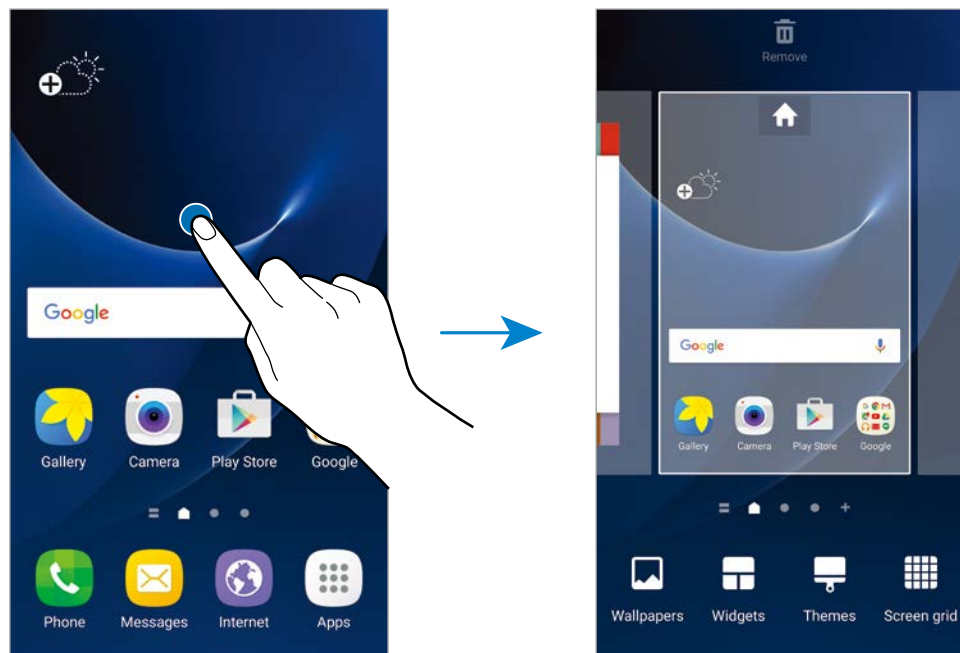 Google
Gallery Camera Play Store Google
Phone Messages Internet Apps
Remove
Google
Gallery Camera Play Store Google
Wallpapers Widgets Themes Screen grid